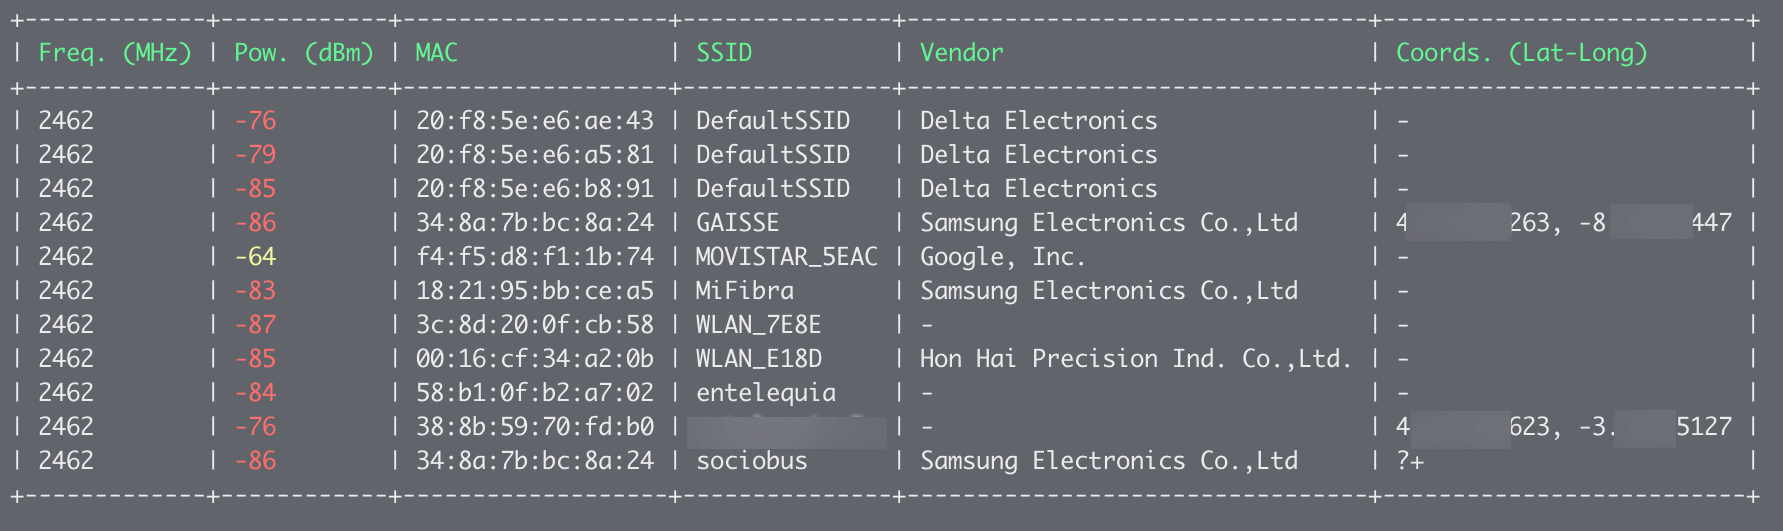 +-------------+------------+-------------------+---------------+---------------------------------+--------------------------+
| Freq. (MHz) | Pow. (dBm) | MAC | SSID | Vendor | Coords. (Lat-Long) |
+-------------+------------+-------------------+---------------+---------------------------------+--------------------------+
| 2462 | -76 | 20:f8:5e:e6:ae:43 | DefaultSSID | Delta Electronics | - |
| 2462 | -79 | 20:f8:5e:e6:a5:81 | DefaultSSID | Delta Electronics | - |
| 2462 | -85 | 20:f8:5e:e6:b8:91 | DefaultSSID | Delta Electronics | - |
| 2462 | -86 | 34:8a:7b:bc:8a:24 | GAISSE | Samsung Electronics Co.,Ltd | 4 263, -8 447 |
| 2462 | -64 | f4:f5:d8:f1:1b:74 | MOVISTAR_5EAC | Google, Inc. | - |
| 2462 | -83 | 18:21:95:bb:ce:a5 | MiFibra | Samsung Electronics Co.,Ltd | - |
| 2462 | -87 | 3c:8d:20:0f:cb:58 | WLAN_7E8E | - | - |
| 2462 | -85 | 00:16:cf:34:a2:0b | WLAN_E18D | Hon Hai Precision Ind. Co.,Ltd. | - |
| 2462 | -84 | 58:b1:0f:b2:a7:02 | entelequia | - | - |
| 2462 | -76 | 38:8b:59:70:fd:b0 | | - | 4 623, -3. 5127 |
| 2462 | -86 | 34:8a:7b:bc:8a:24 | sociobus | Samsung Electronics Co.,Ltd | ?+ |
+-------------+------------+-------------------+---------------+---------------------------------+--------------------------+